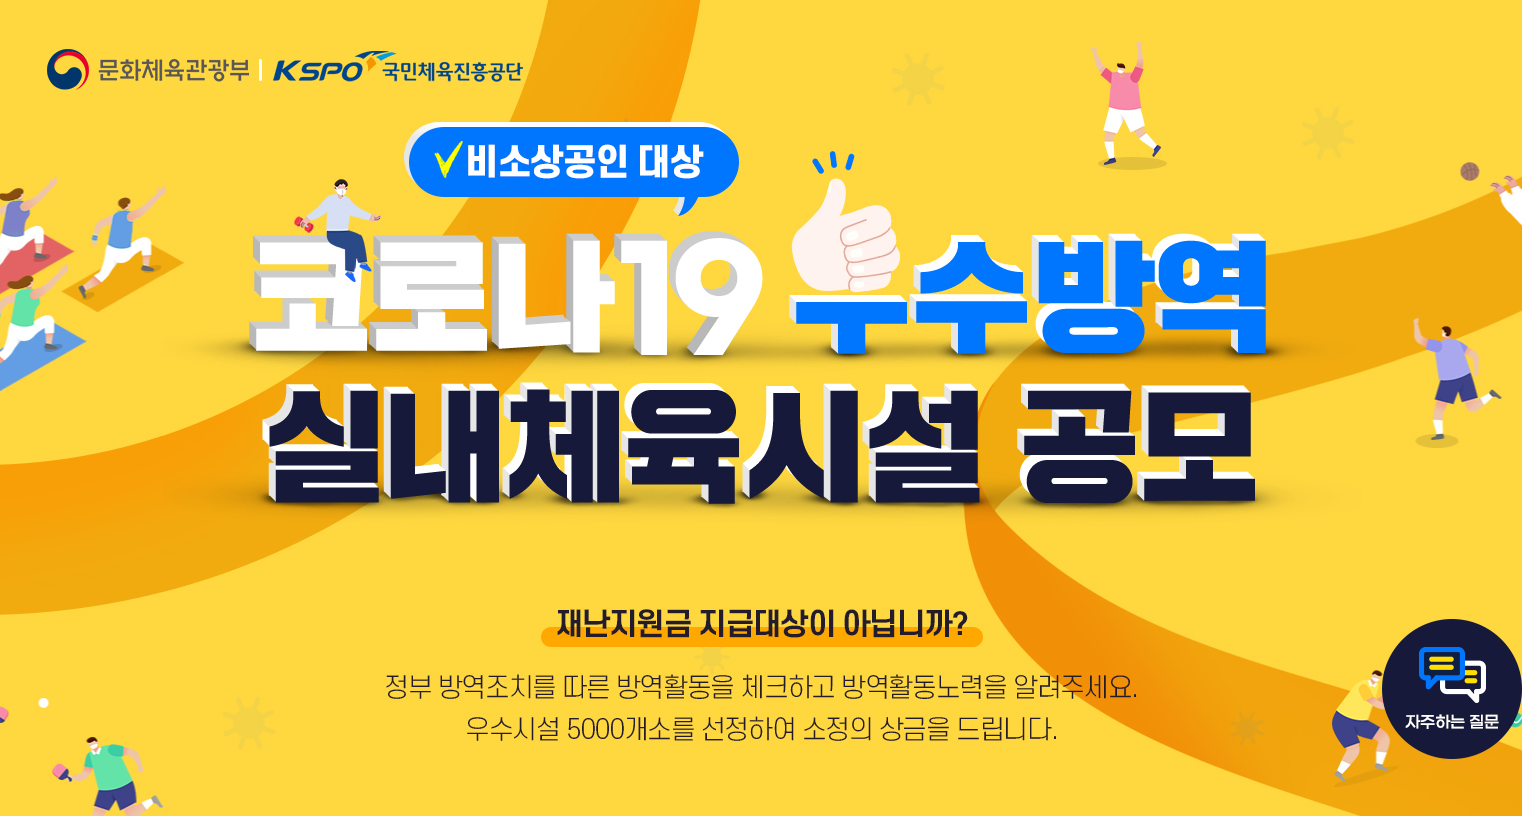 문화체육관광부 | KSPO 국민체육진흥공단
비소상공인 대상
코로나19 우수방역
실내체육시설 공모
재난지원금 지급대상이 아닙니까?
정부 방역조치를 따른 방역활동을 체크하고 방역활동노력을 알려주세요.
우수시설 5000개소를 선정하여 소정의 상금을 드립니다.
자주하는 질문